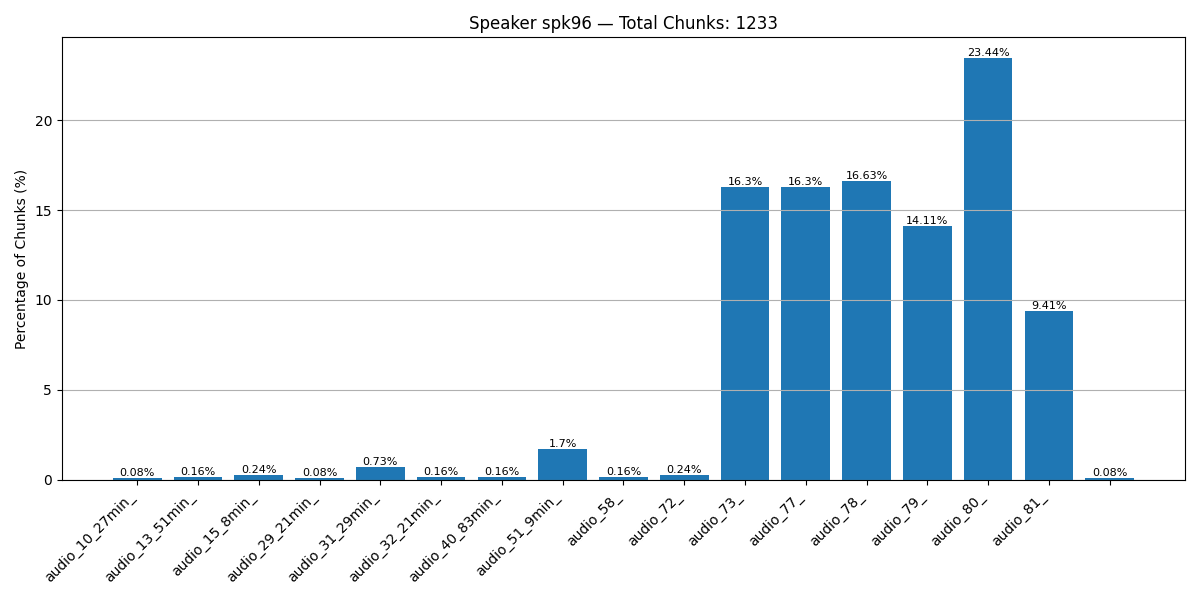 Speaker spk96 — Total Chunks: 1233
Percentage of Chunks (%)
20
15
10
5
0
0.08%
0.16%
0.24%
0.08%
0.73%
0.16%
0.16%
1.7%
0.16%
0.24%
16.3%
16.3%
16.63%
14.11%
23.44%
9.41%
0.08%
audio_10_27min_
audio_13_51min_
audio_15_8min_
audio_29_21min_
audio_31_29min_
audio_32_21min_
audio_40_83min_
audio_51_9min_
audio_58_
audio_72_
audio_73_
audio_77_
audio_78_
audio_79_
audio_80_
audio_81_